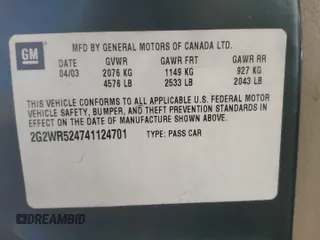 GM
MFD BY GENERAL MOTORS OF CANADA LTD.
DATE GVWR GAWR FRT GAWR RR
04/03 2076 KG 1149 KG 927 KG
4576 LB 2533 LB 2043 LB
THIS VEHICLE CONFORMS TO ALL APPLICABLE U.S. FEDERAL MOTOR
VEHICLE SAFETY, BUMPER, AND THEFT PREVENTION STANDARDS IN
EFFECT ON THE DATE OF MANUFACTURE SHOWN ABOVE.
2G2WR524741124701 TYPE: PASS CAR
DREAMBID